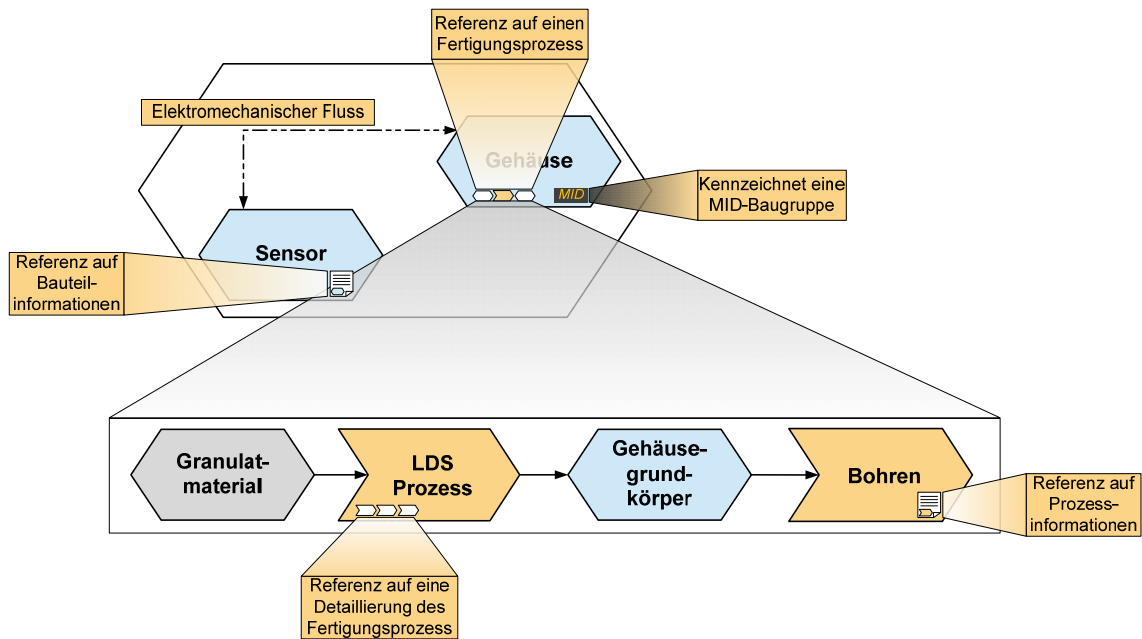 Referenz auf einen
Fertigungsprozess
Elektromechanischer Fluss
Gehäuse
MID
Kennzeichnet eine
MID-Baugruppe
Sensor
Referenz auf
Bauteil-
informationen
Granulat-
material
LDS
Prozess
Gehäuse-
grund-
körper
Bohren
Referenz auf
Prozess-
informationen
Referenz auf eine
Detaillierung des
Fertigungsprozess